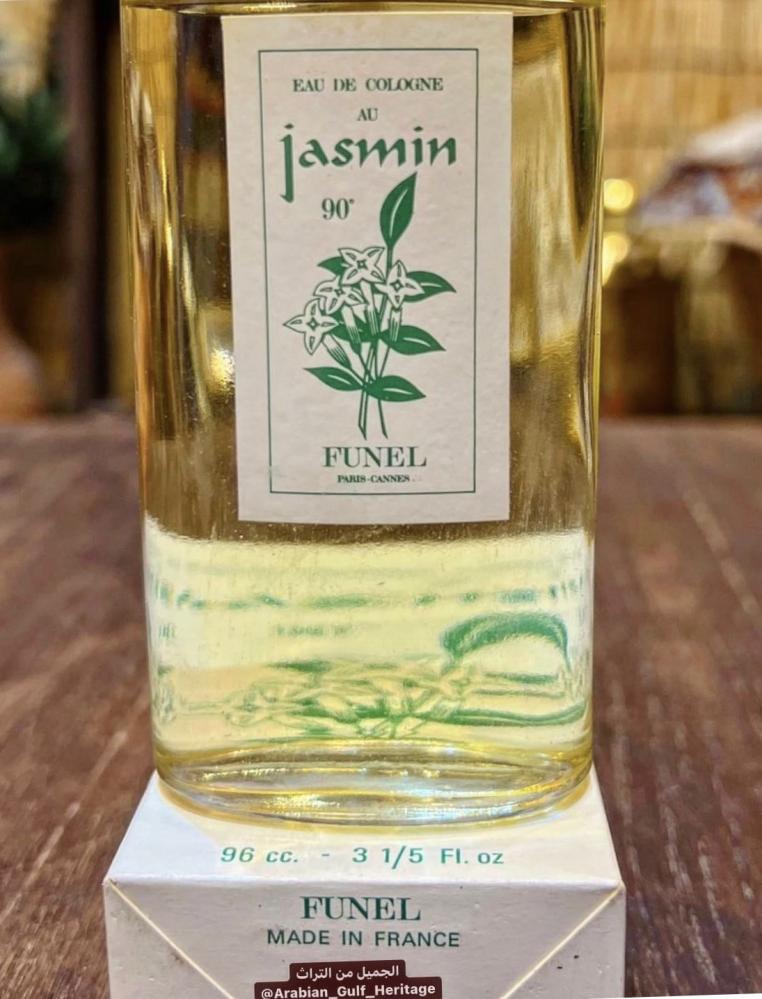 EAU DE COLOGNE
AU
jasmin
90°
FUNEL
PARIS-CANNES
96 cc. - 3 1/5 Fl. oz
FUNEL
MADE IN FRANCE
الجميل من التراث
@Arabian_Gulf_Heritage